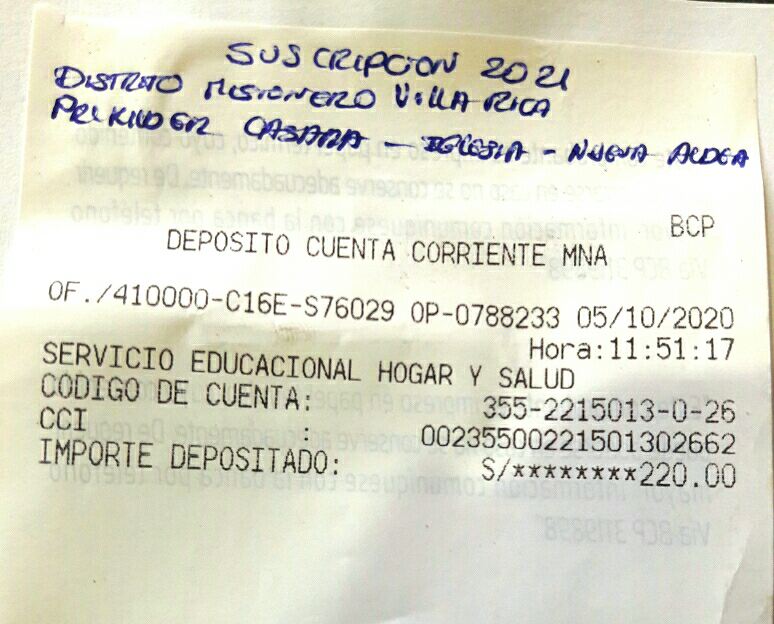 SUSCRIPCION 2021
DISTRITO MISIONERO VILLA RICA
CASAPA - IGLESIA - NUEVA ALDEA
BCP
DEPOSITO CUENTA CORRIENTE MNA
OF./410000-C16E-S76029 OP-0788233 05/10/2020
Hora:11:51:17
SERVICIO EDUCACIONAL HOGAR Y SALUD
CODIGO DE CUENTA: 355-2215013-0-26
CCI : 00235500221501302662
IMPORTE DEPOSITADO: S/********220.00